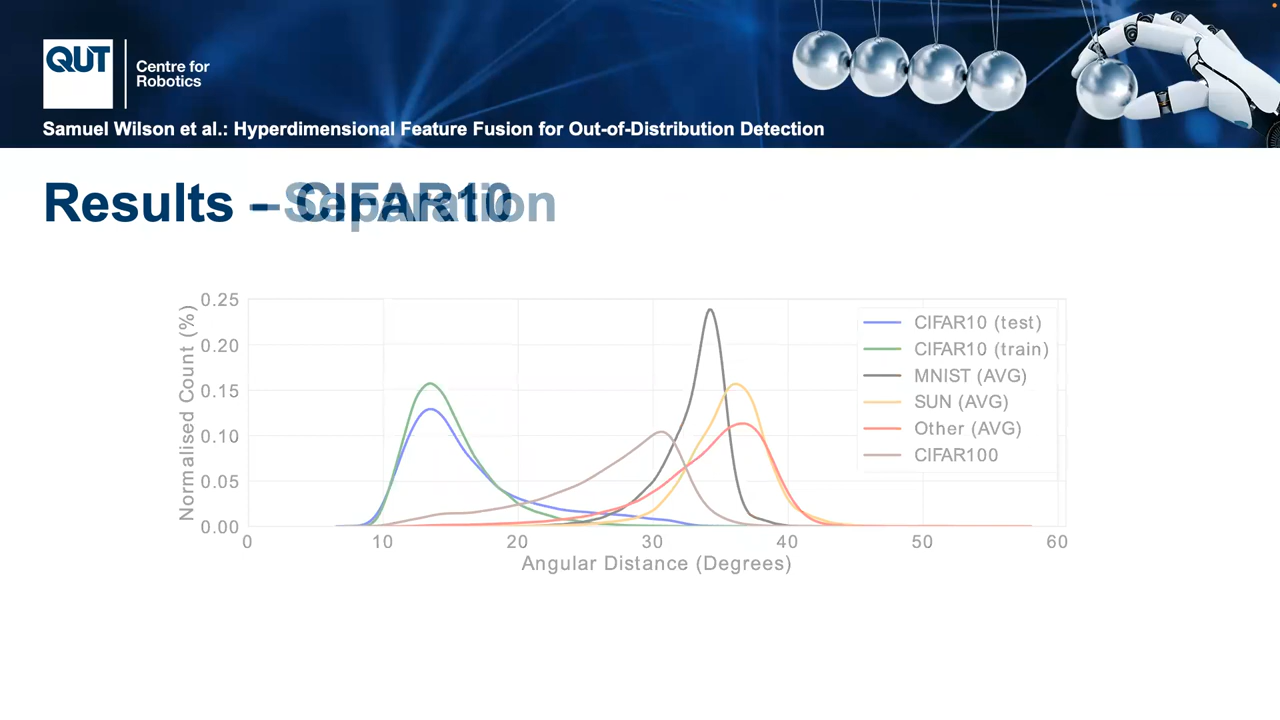 QUT
Centre for
Robotics
Samuel Wilson et al.: Hyperdimensional Feature Fusion for Out-of-Distribution Detection
Results – CIFAR10
Separation
0.25
0.20
0.15
0.10
0.05
0.00
Normalised Count (%)
0 10 20 30 40 50 60
Angular Distance (Degrees)
CIFAR10 (test)
CIFAR10 (train)
MNIST (AVG)
SUN (AVG)
Other (AVG)
CIFAR100